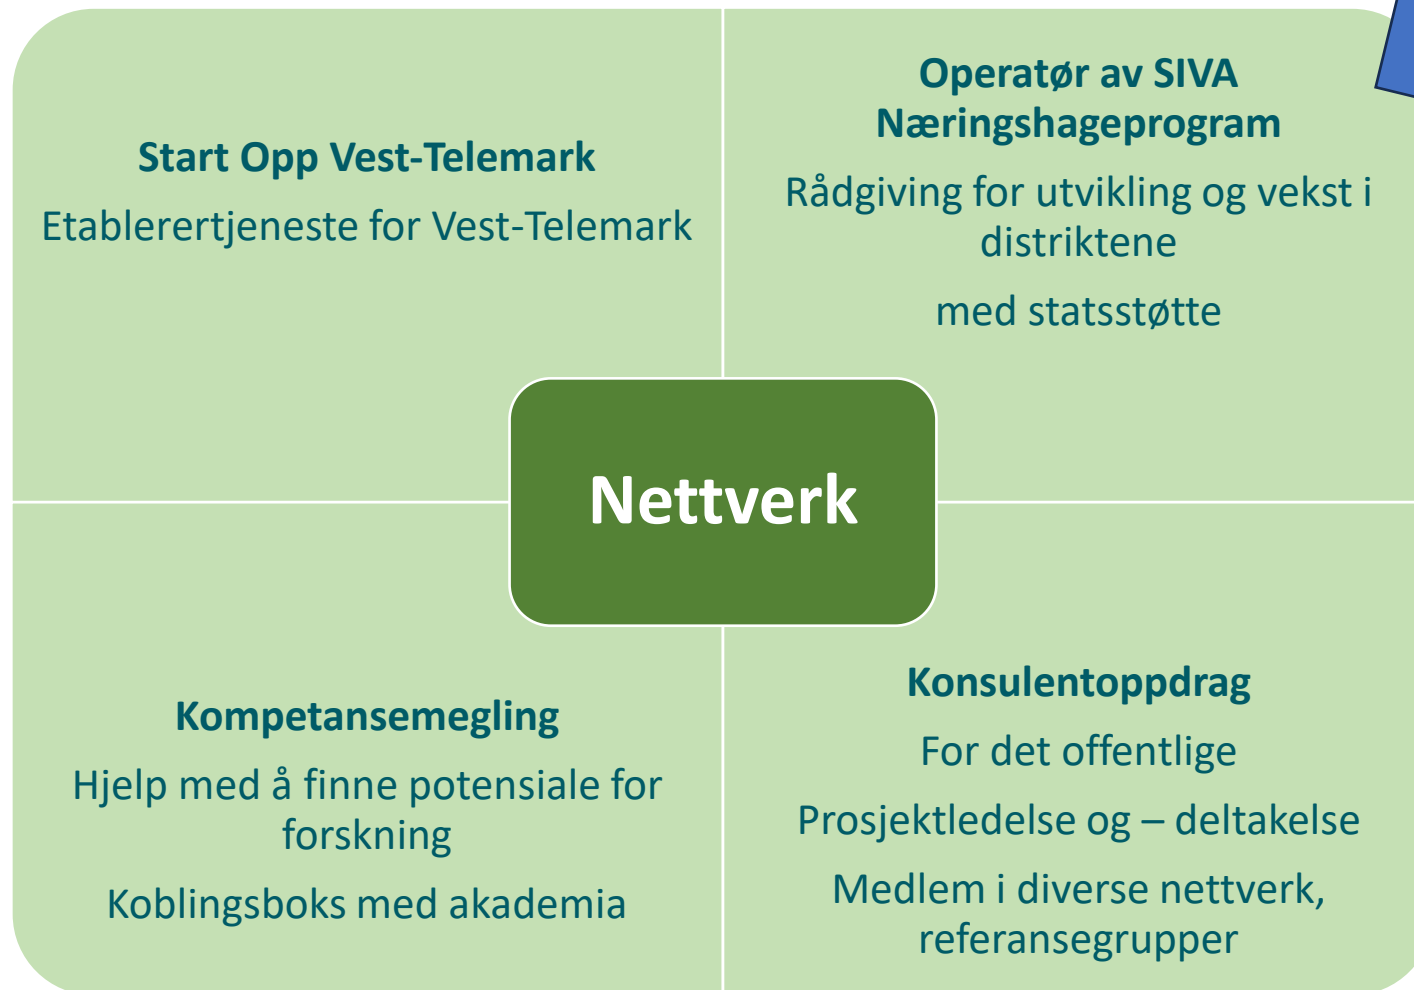 Start Opp Vest-Telemark
Etablerertjeneste for Vest-Telemark
Operatør av SIVA
Næringshageprogram
Rådgiving for utvikling og vekst i
distriktene
med statsstøtte
Nettverk
Kompetansemegling
Hjelp med å finne potensiale for
forskning
Koblingsboks med akademia
Konsulentoppdrag
For det offentlige
Prosjektledelse og – deltakelse
Medlem i diverse nettverk,
referansegrupper